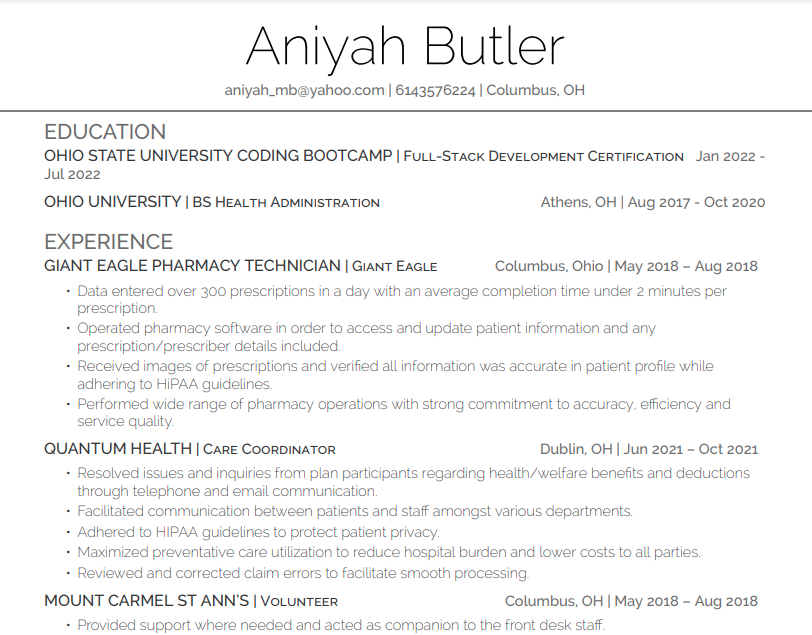 Aniyah Butler
aniyah_mb@yahoo.com | 6143576224 | Columbus, OH
EDUCATION
OHIO STATE UNIVERSITY CODING BOOTCAMP | FULL-STACK DEVELOPMENT CERTIFICATION Jan 2022 -
Jul 2022
OHIO UNIVERSITY | BS HEALTH ADMINISTRATION Athens, OH | Aug 2017 - Oct 2020
EXPERIENCE
GIANT EAGLE PHARMACY TECHNICIAN | GIANT EAGLE Columbus, Ohio | May 2018 – Aug 2018
• Data entered over 300 prescriptions in a day with an average completion time under 2 minutes per
prescription.
• Operated pharmacy software in order to access and update patient information and any
prescription/prescriber details included.
• Received images of prescriptions and verified all information was accurate in patient profile while
adhering to HiPAA guidelines.
• Performed wide range of pharmacy operations with strong commitment to accuracy, efficiency and
service quality.
QUANTUM HEALTH | CARE COORDINATOR Dublin, OH | Jun 2021 – Oct 2021
• Resolved issues and inquiries from plan participants regarding health/welfare benefits and deductions
through telephone and email communication.
• Facilitated communication between patients and staff amongst various departments.
• Adhered to HIPAA guidelines to protect patient privacy.
• Maximized preventative care utilization to reduce hospital burden and lower costs to all parties.
• Reviewed and corrected claim errors to facilitate smooth processing.
MOUNT CARMEL ST ANN'S | VOLUNTEER Columbus, OH | May 2018 – Aug 2018
• Provided support where needed and acted as companion to the front desk staff.